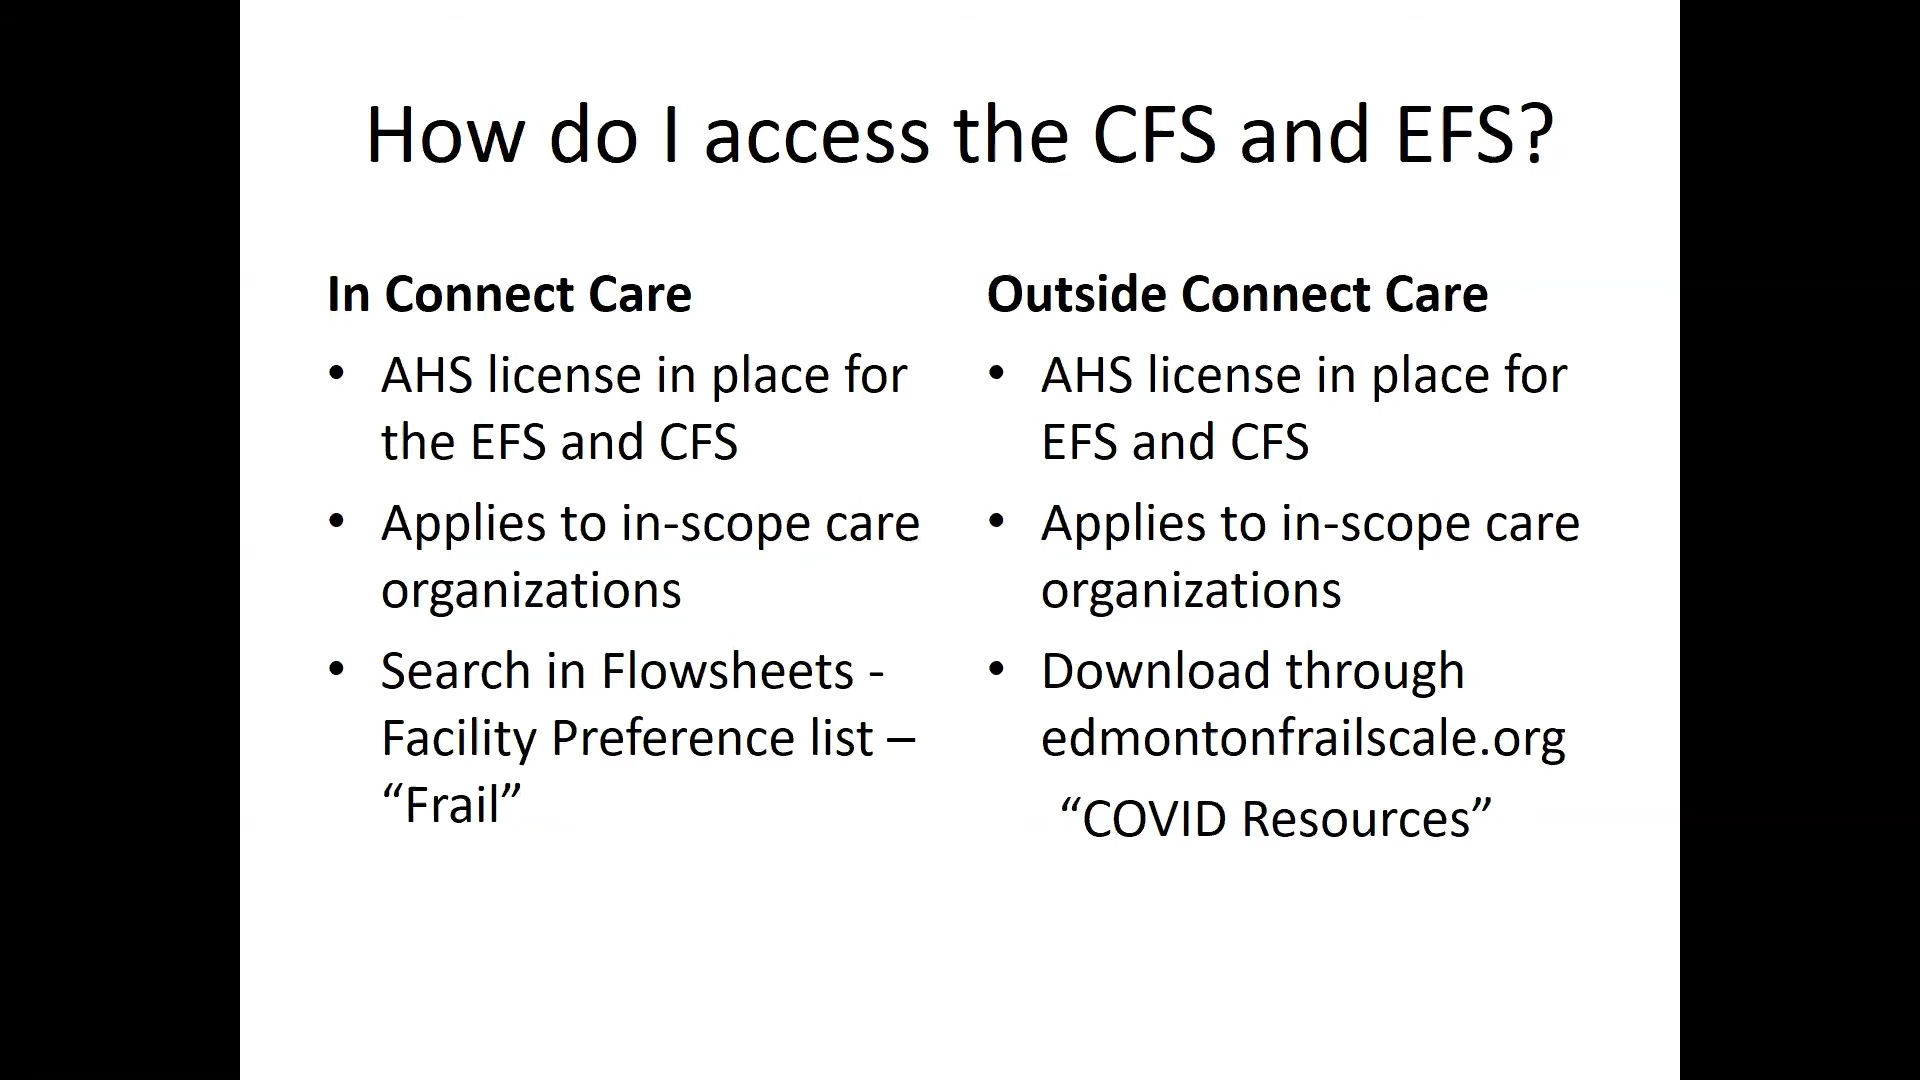 How do I access the CFS and EFS?
In Connect Care
• AHS license in place for
the EFS and CFS
• Applies to in-scope care
organizations
• Search in Flowsheets -
Facility Preference list –
“Frail”
Outside Connect Care
• AHS license in place for
EFS and CFS
• Applies to in-scope care
organizations
• Download through
edmontonfrailscale.org
“COVID Resources”